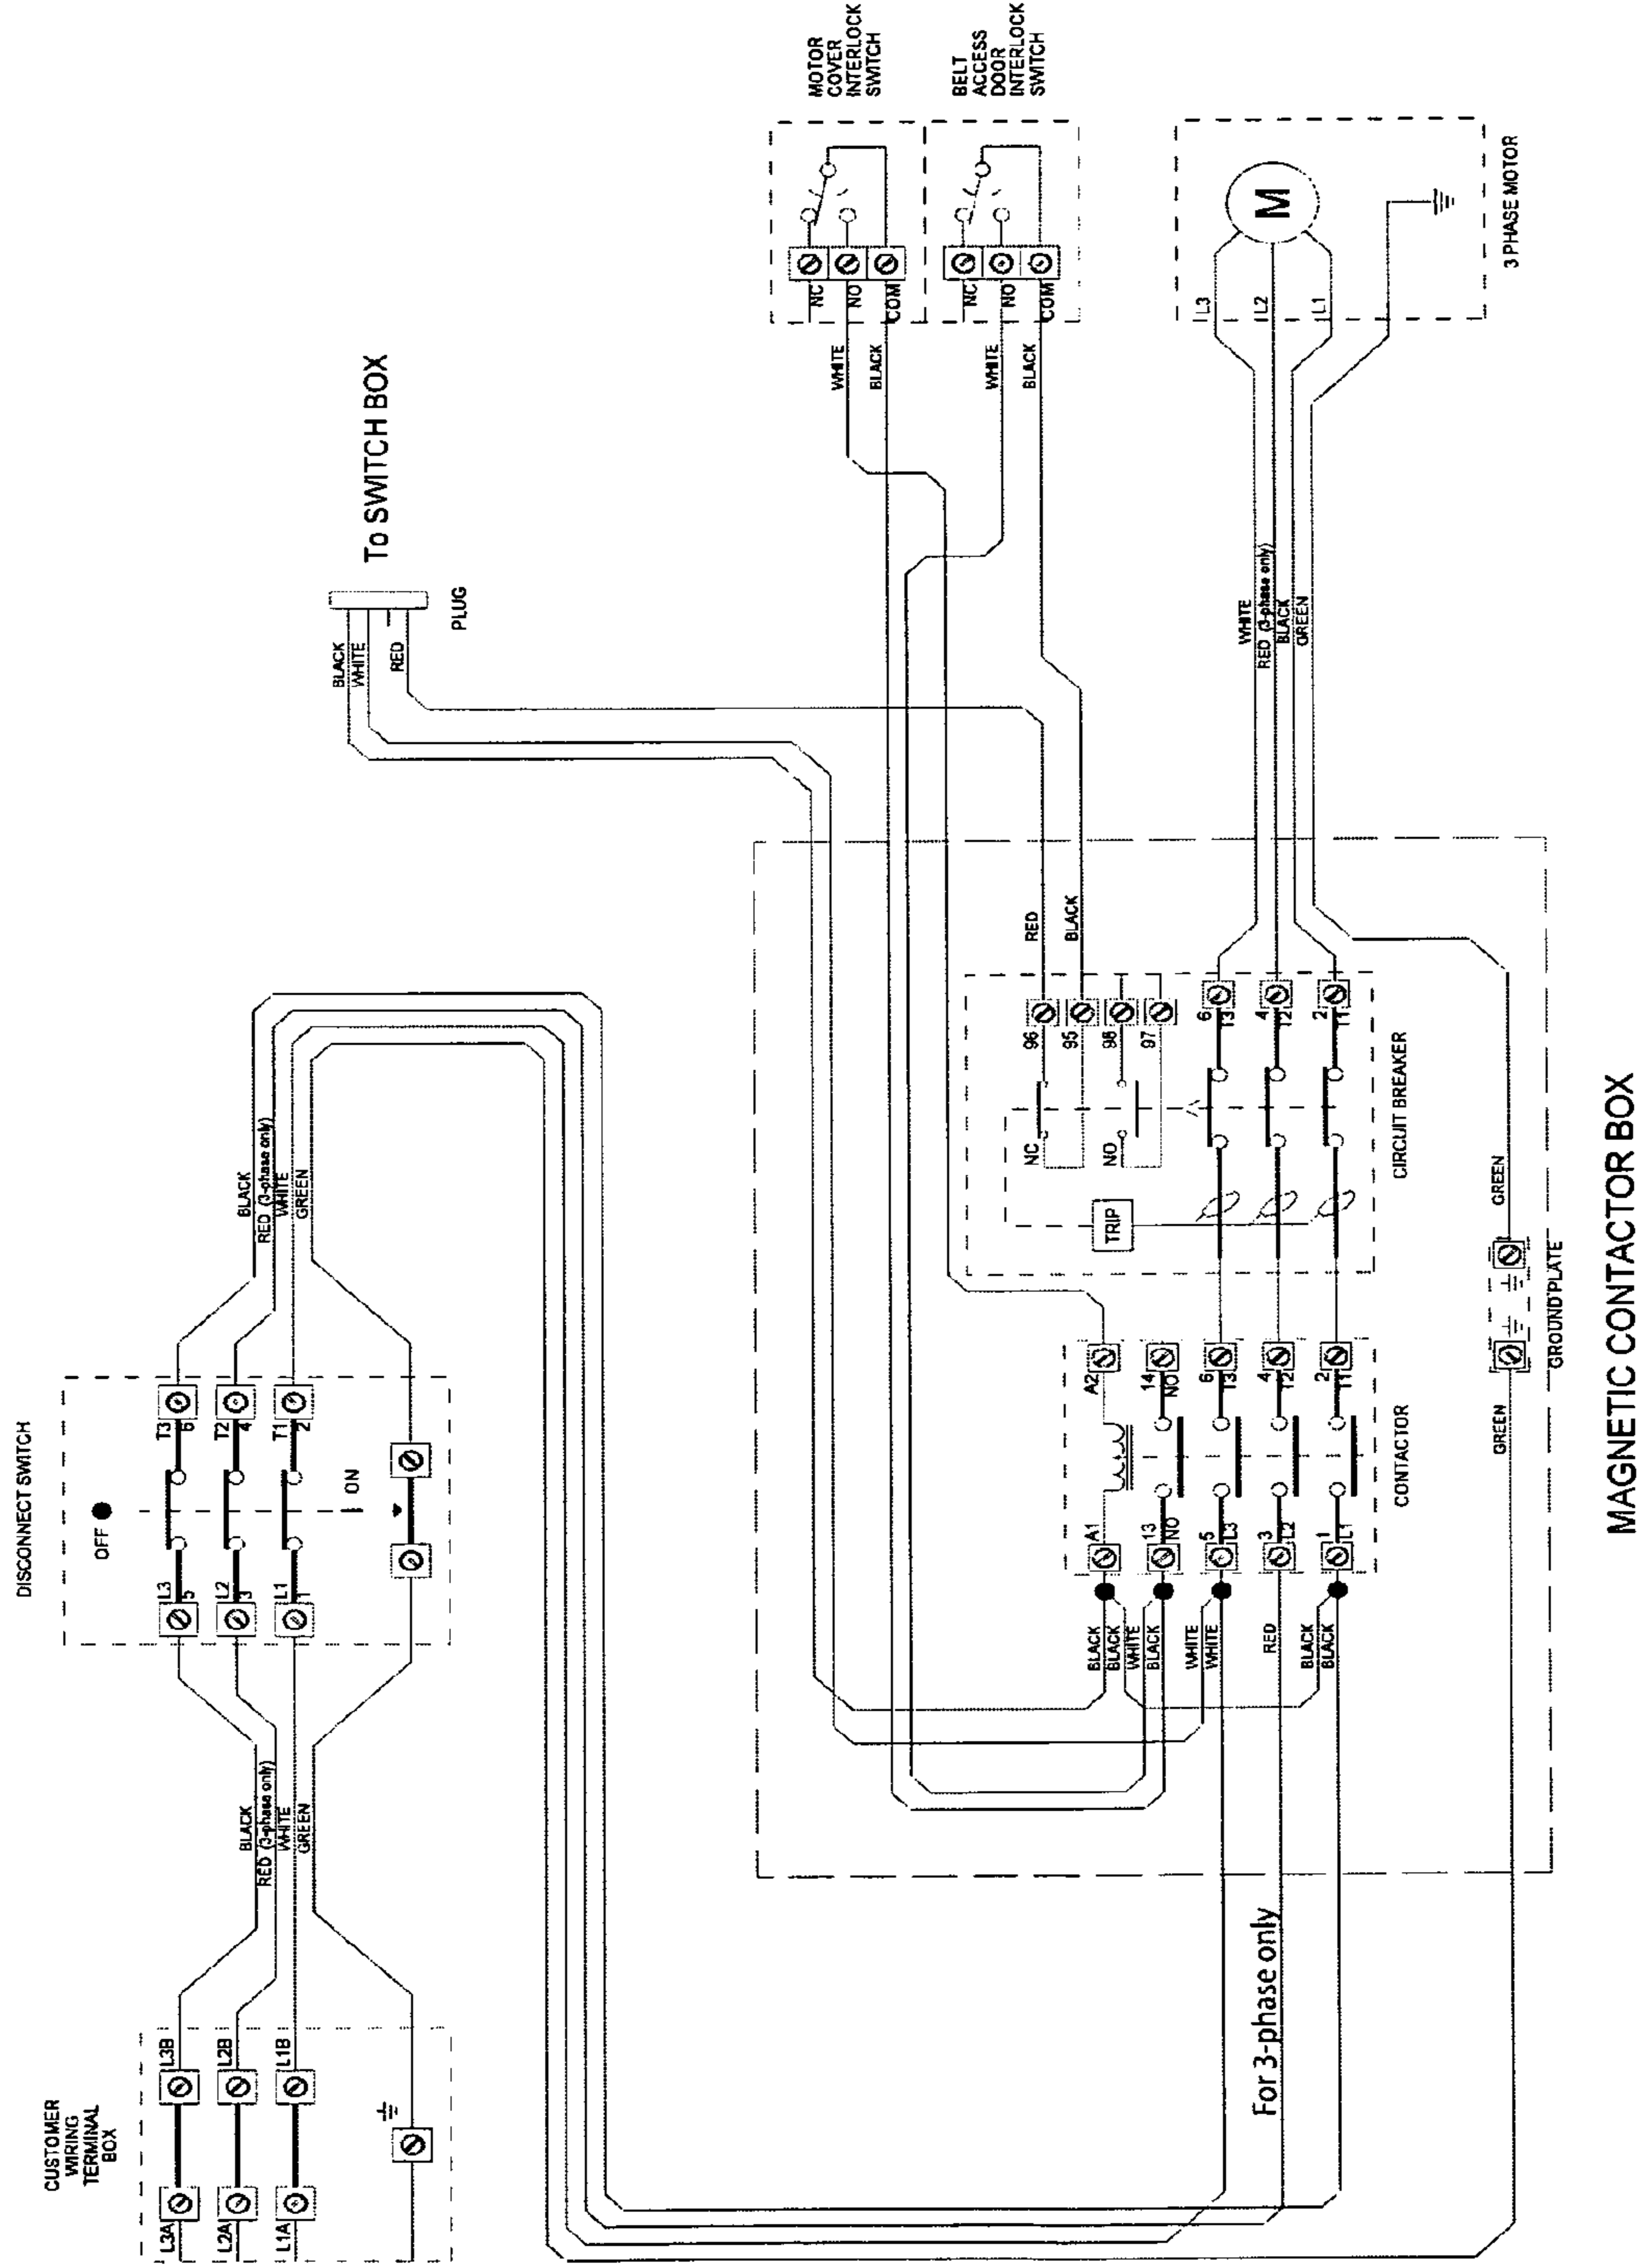 CUSTOMER
WIRING
TERMINAL
BOX
L3A
L3B
L2A
L2B
L1A
L1B
BLACK
RED (3-phase only)
WHITE
GREEN
DISCONNECT SWITCH
OFF
ON
L3
5
L2
3
L1
1
T3
6
T2
4
T1
2
BLACK
RED (3-phase only)
WHITE
GREEN
To SWITCH BOX
PLUG
BLACK
WHITE
RED
MOTOR
COVER
INTERLOCK
SWITCH
NC
NO
COM
WHITE
BLACK
BELT
ACCESS
DOOR
INTERLOCK
SWITCH
NC
NO
COM
WHITE
BLACK
For 3-phase only
BLACK
BLACK
WHITE
BLACK
WHITE
WHITE
RED
BLACK
BLACK
A1
13
NO
5
L3
3
L2
1
L1
A2
14
NO
6
T3
4
T2
2
T1
CONTACTOR
TRIP
NC
NO
96
95
98
97
6
T3
4
T2
2
T1
CIRCUIT BREAKER
RED
BLACK
WHITE
RED (3-phase only)
BLACK
GREEN
L3
L2
L1
M
3 PHASE MOTOR
GREEN
GREEN
GROUND PLATE
MAGNETIC CONTACTOR BOX